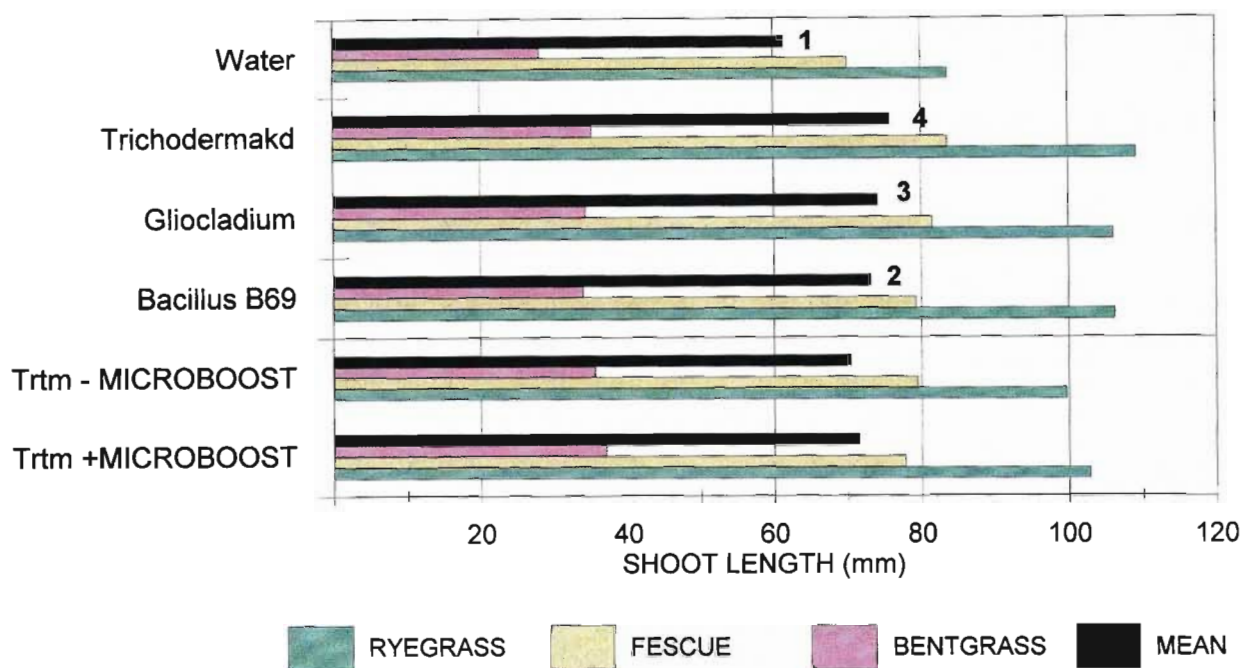 Water
1
Trichodermakd
4
Gliocladium
3
Bacillus B69
2
Trtm - MICROBOOST
Trtm +MICROBOOST
20 40 60 80 100 120
SHOOT LENGTH (mm)
RYEGRASS FESCUE BENTGRASS MEAN